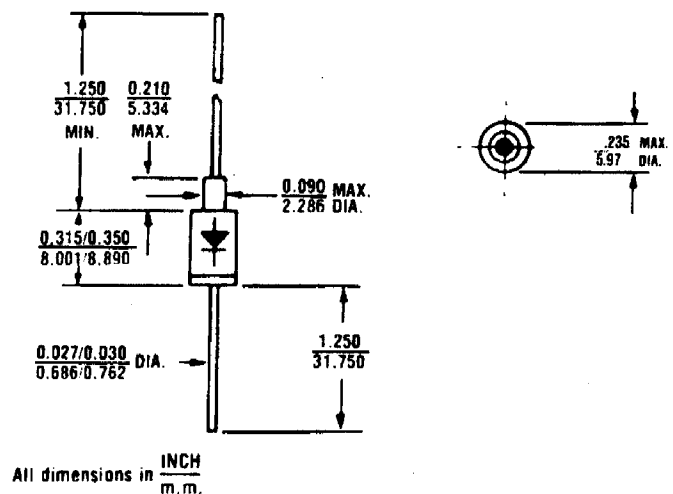 1.250
31.750
MIN.
0.210
5.334
MAX.
.235 MAX.
5.97 DIA.
0.090 MAX.
2.286 DIA.
0.315/0.350
8.001/8.890
0.027/0.030 DIA.
0.686/0.762
1.250
31.750
All dimensions in INCH
m.m.